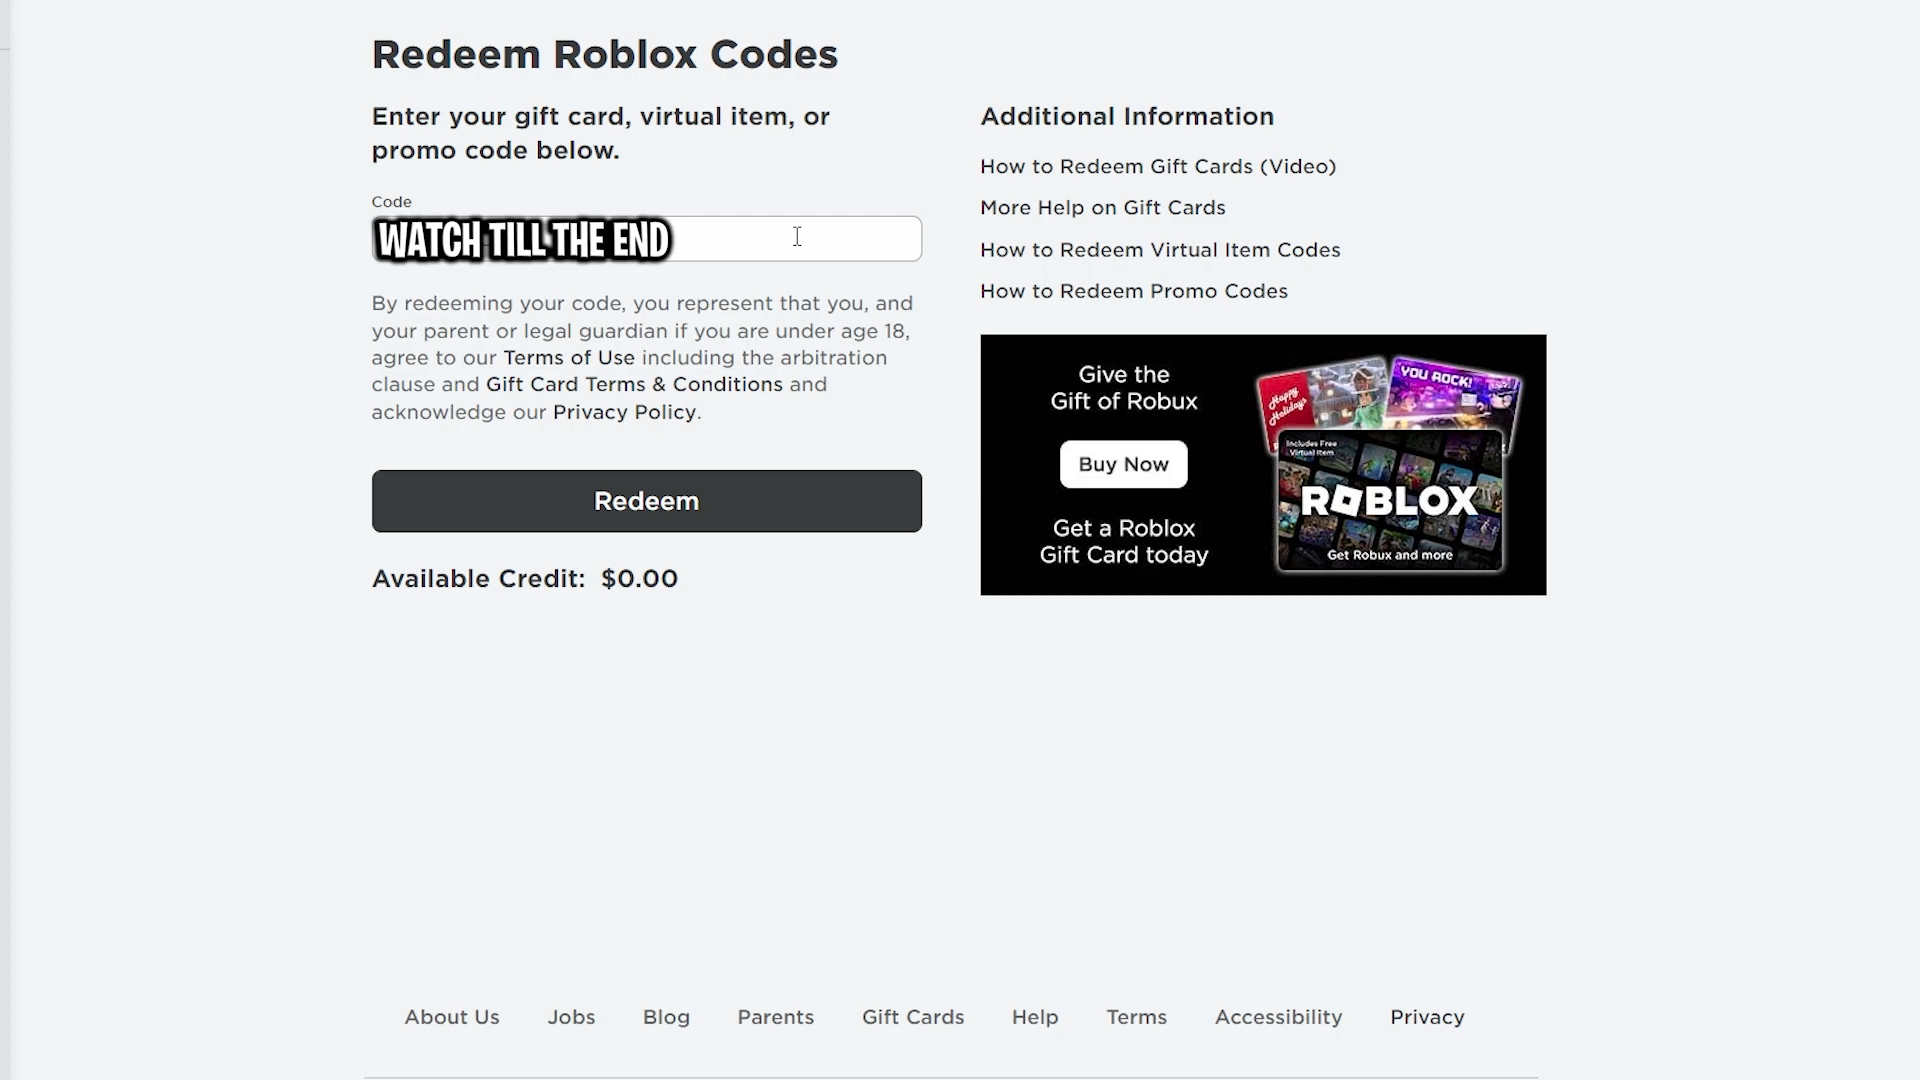 Redeem Roblox Codes
Enter your gift card, virtual item, or
promo code below.
Code
WATCH TILL THE END
By redeeming your code, you represent that you, and
your parent or legal guardian if you are under age 18,
agree to our Terms of Use including the arbitration
clause and Gift Card Terms & Conditions and
acknowledge our Privacy Policy.
Redeem
Available Credit: $0.00
Additional Information
How to Redeem Gift Cards (Video)
More Help on Gift Cards
How to Redeem Virtual Item Codes
How to Redeem Promo Codes
Give the
Gift of Robux
Buy Now
Get a Roblox
Gift Card today
Happy
Holidays
YOU ROCK!
Includes Free
Virtual Item
ROBLOX
Get Robux and more
About Us Jobs Blog Parents Gift Cards Help Terms Accessibility Privacy